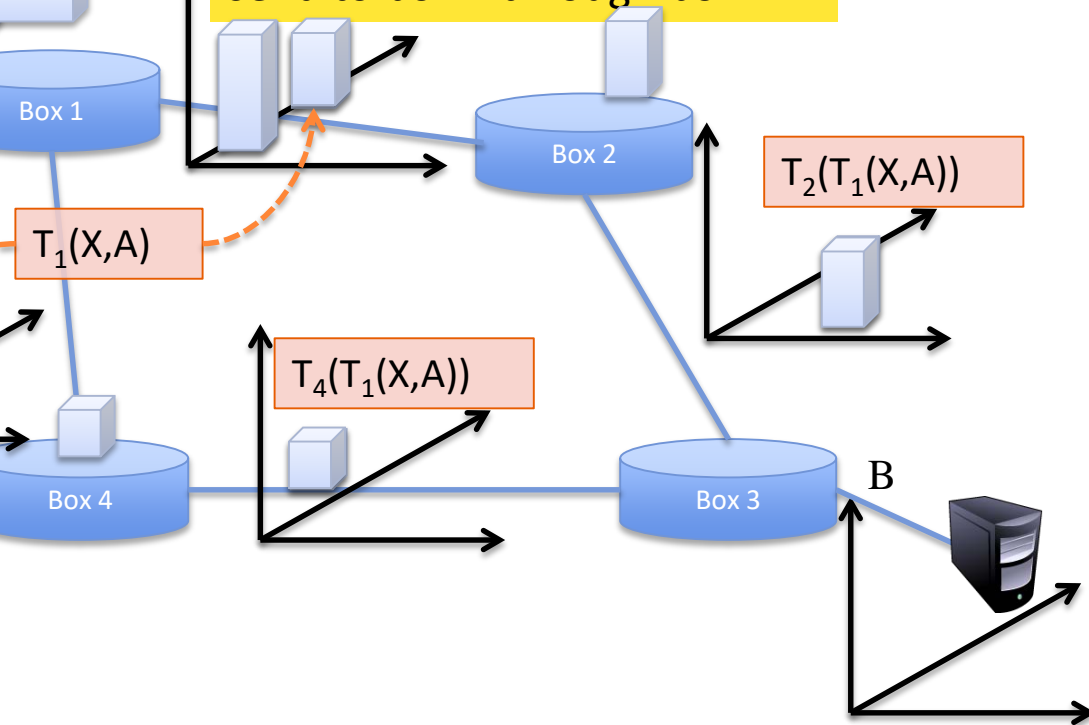 Box 1
Box 2
T₂(T₁(X,A))
T₁(X,A)
T₄(T₁(X,A))
Box 4
Box 3
B